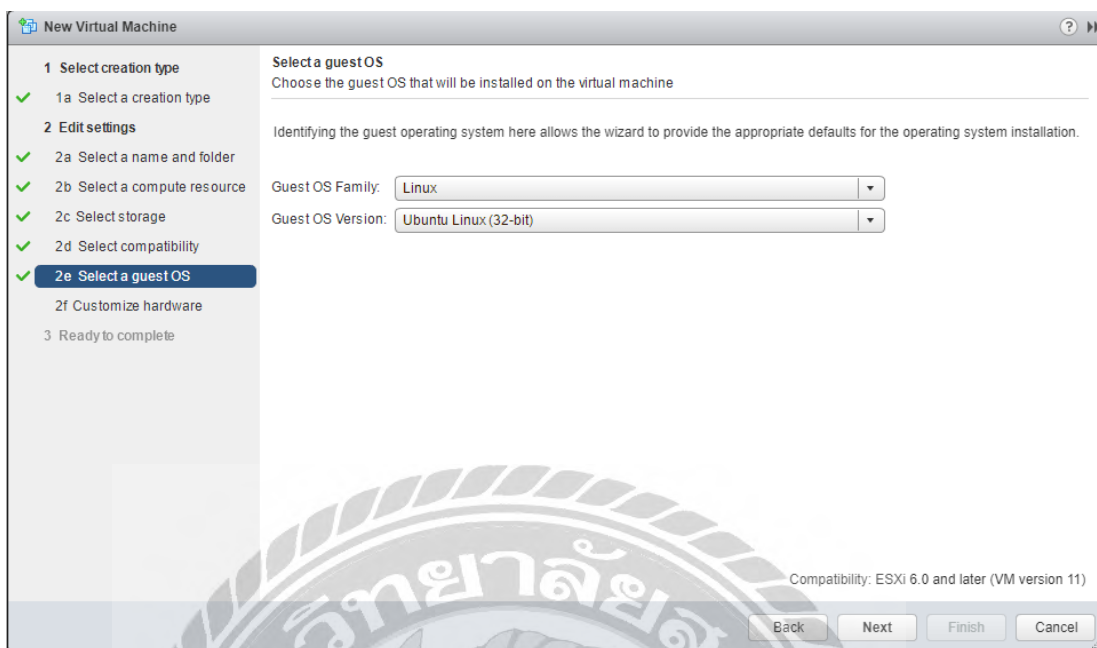 New Virtual Machine
1 Select creation type
1a Select a creation type
2 Edit settings
2a Select a name and folder
2b Select a compute resource
2c Select storage
2d Select compatibility
2e Select a guest OS
2f Customize hardware
3 Ready to complete
Select a guest OS
Choose the guest OS that will be installed on the virtual machine
Identifying the guest operating system here allows the wizard to provide the appropriate defaults for the operating system installation.
Guest OS Family: Linux
Guest OS Version: Ubuntu Linux (32-bit)
Compatibility: ESXi 6.0 and later (VM version 11)
Back Next Finish Cancel